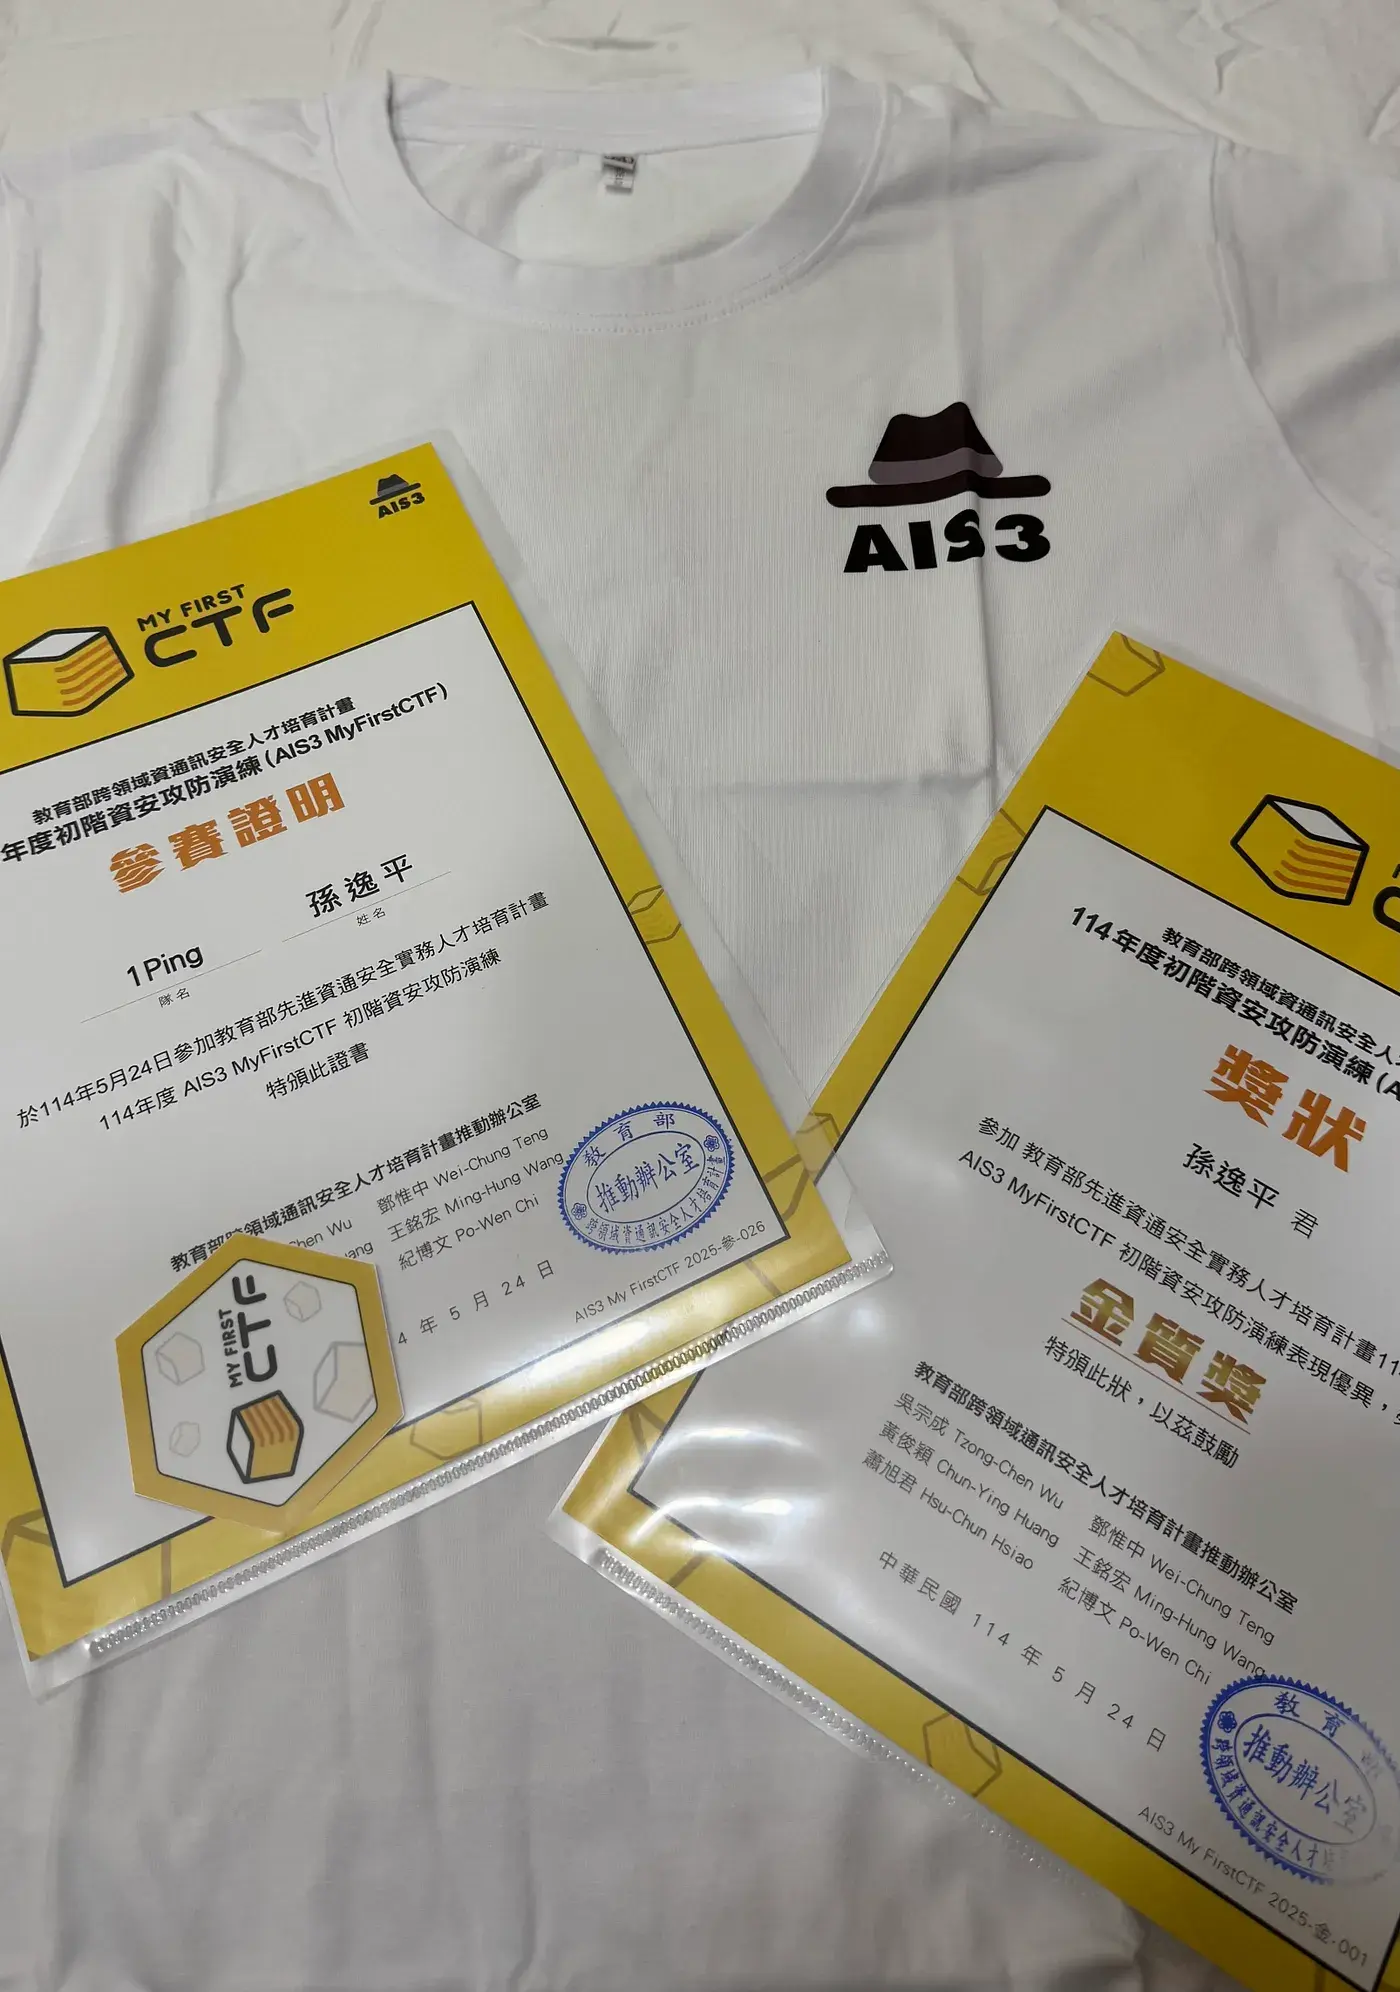 AIS3
AIS3
MY FIRST
CTF
教育部跨領域資通訊安全人才培育計畫
年度初階資安攻防演練(AIS3 MyFirstCTF)
參賽證明
1Ping
孫逸平
隊名
姓名
於114年5月24日參加教育部先進資通安全實務人才培育計畫
114年度 AIS3 MyFirstCTF 初階資安攻防演練
特頒此證書
教育部跨領域通訊安全人才培育計畫推動辦公室
Chen Wu 鄧惟中 Wei-Chung Teng
王銘宏 Ming-Hung Wang
紀博文 Po-Wen Chi
4 年 5 月 24 日
教育部
推動辦公室
跨領域資通訊安全人才培育計畫
AIS3 My FirstCTF 2025-參-026
MY FIRST
CTF
教育部跨領域資通訊安全人
114年度初階資安攻防演練(A
獎狀
孫逸平 君
參加 教育部先進資通安全實務人才培育計畫11
AIS3 MyFirstCTF 初階資安攻防演練表現優異，
金質獎
特頒此狀，以茲鼓勵
教育部跨領域通訊安全人才培育計畫推動辦公室
吳宗成 Tzong-Chen Wu 鄧惟中 Wei-Chung Teng
黃俊穎 Chun-Ying Huang 王銘宏 Ming-Hung Wang
蕭旭君 Hsu-Chun Hsiao 紀博文 Po-Wen Chi
中華民國 114 年 5 月 24 日
教育
推動辦公室
跨領域資通訊安全人才培
AIS3 My FirstCTF 2025-金-001